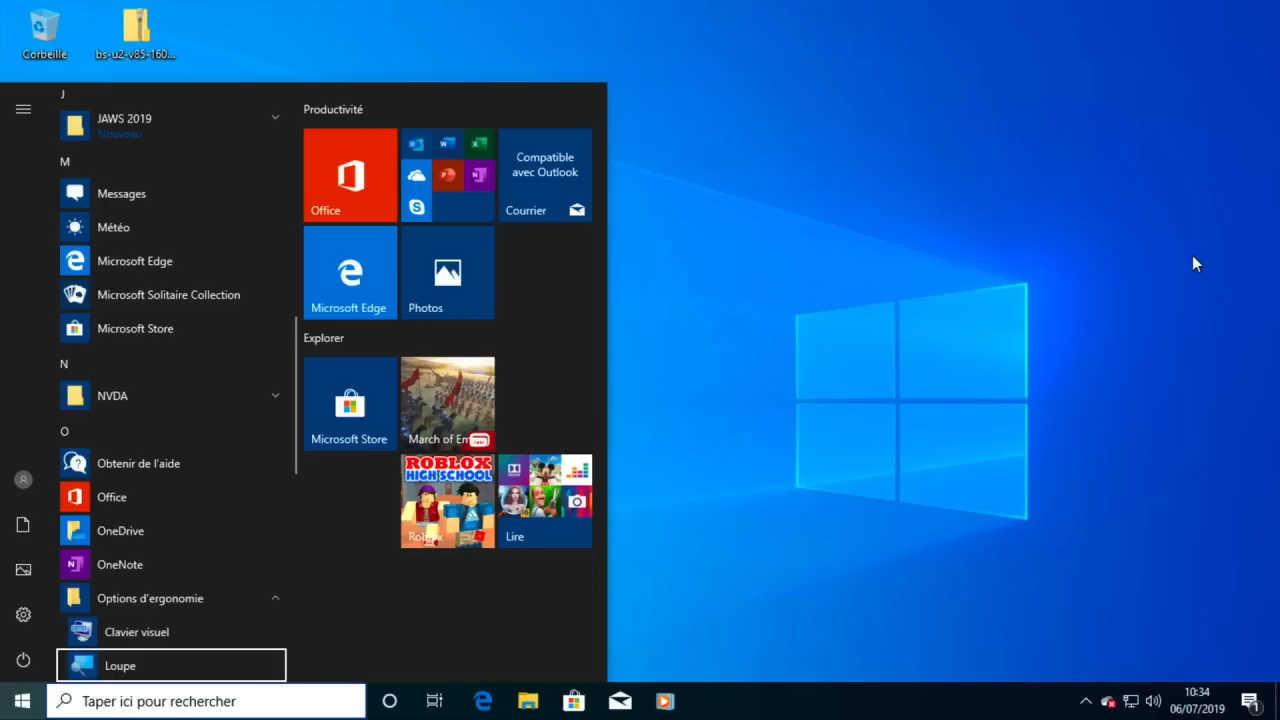 Corbeille
bs-u2-v85-160...
J
JAWS 2019
Nouveau
M
Messages
Météo
Microsoft Edge
Microsoft Solitaire Collection
Microsoft Store
N
NVDA
O
Obtenir de l'aide
Office
OneDrive
OneNote
Options d'ergonomie
Clavier visuel
Loupe
Productivité
Office
Compatible
avec Outlook
Courrier
Microsoft Edge
Photos
Explorer
Microsoft Store
March of Em
ROBLOX
HIGH SCHOOL
Roblox
Lire
Taper ici pour rechercher
10:34
06/07/2019
1